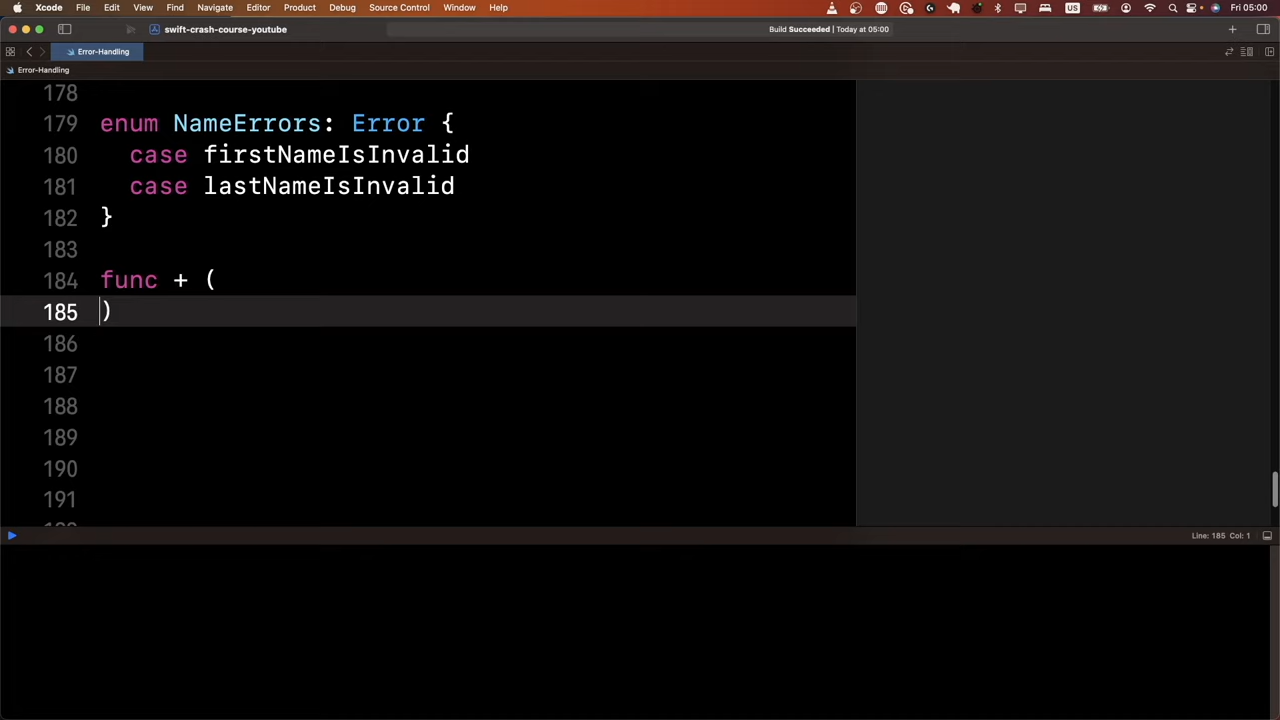 Xcode File Edit View Find Navigate Editor Product Debug Source Control Window Help US Fri 05:00
swift-crash-course-youtube Build Succeeded | Today at 05:00
Error-Handling
Error-Handling
178
179 enum NameErrors: Error {
180 case firstNameIsInvalid
181 case lastNameIsInvalid
182 }
183
184 func + (
185 )
186
187
188
189
190
191
Line: 185 Col: 1